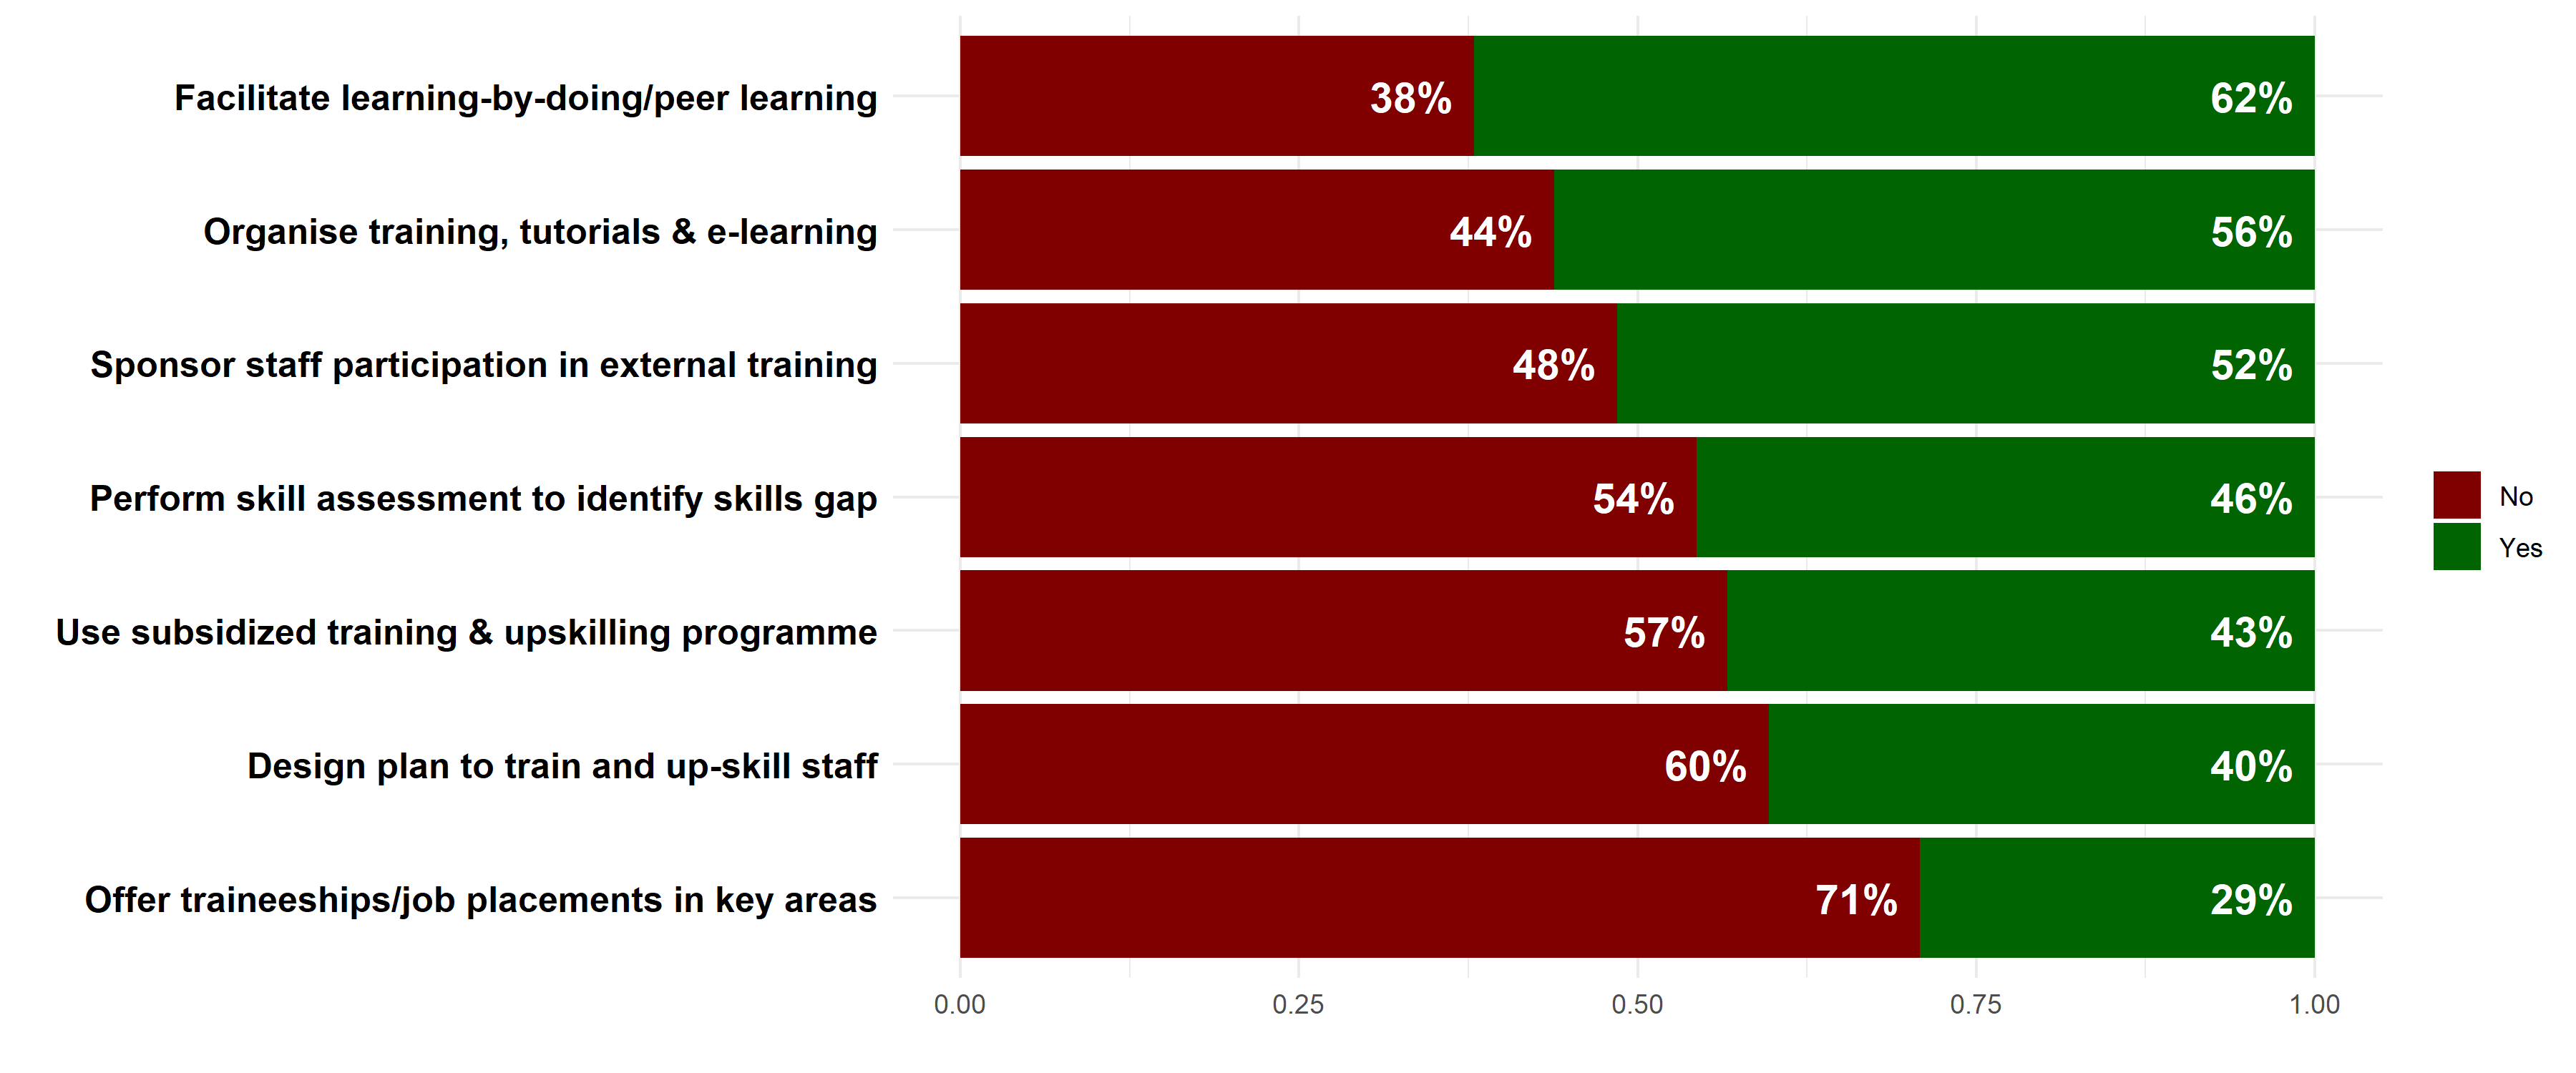 Facilitate learning-by-doing/peer learning 38% 62%
Organise training, tutorials & e-learning 44% 56%
Sponsor staff participation in external training 48% 52%
Perform skill assessment to identify skills gap 54% 46%
No
Yes
Use subsidized training & upskilling programme 57% 43%
Design plan to train and up-skill staff 60% 40%
Offer traineeships/job placements in key areas 71% 29%
0.00 0.25 0.50 0.75 1.00